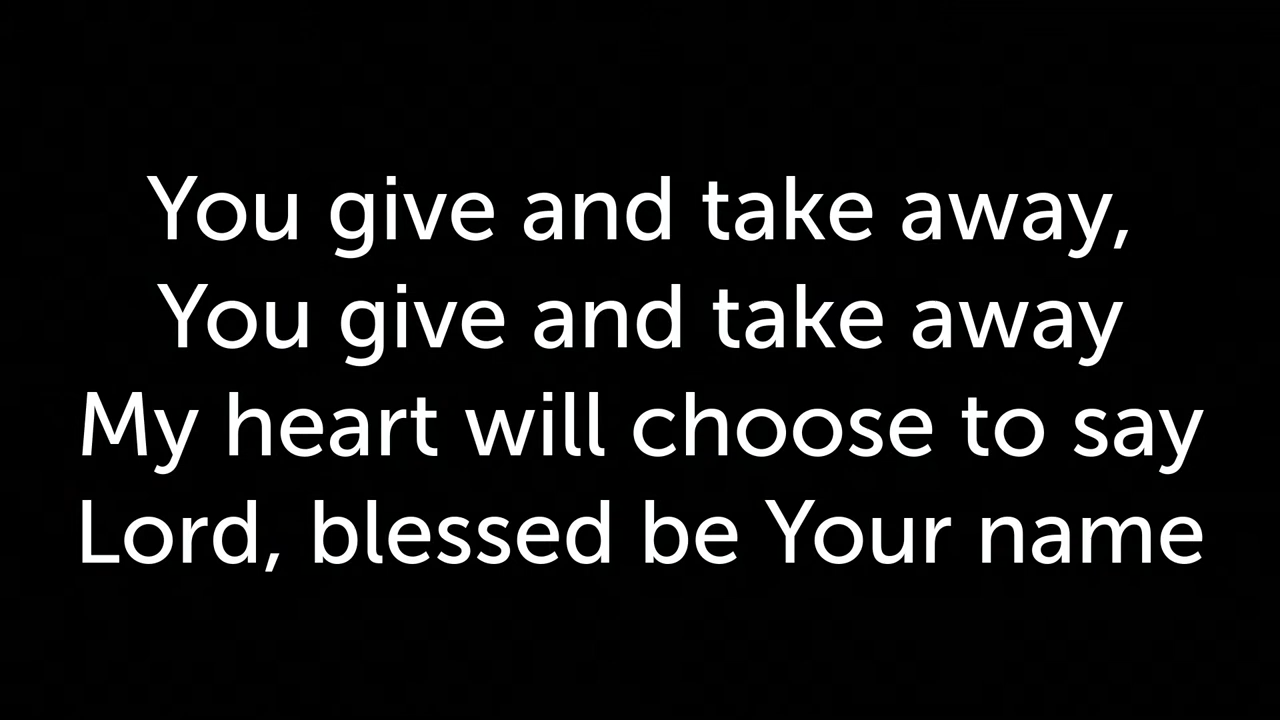 You give and take away,
You give and take away
My heart will choose to say
Lord, blessed be Your name